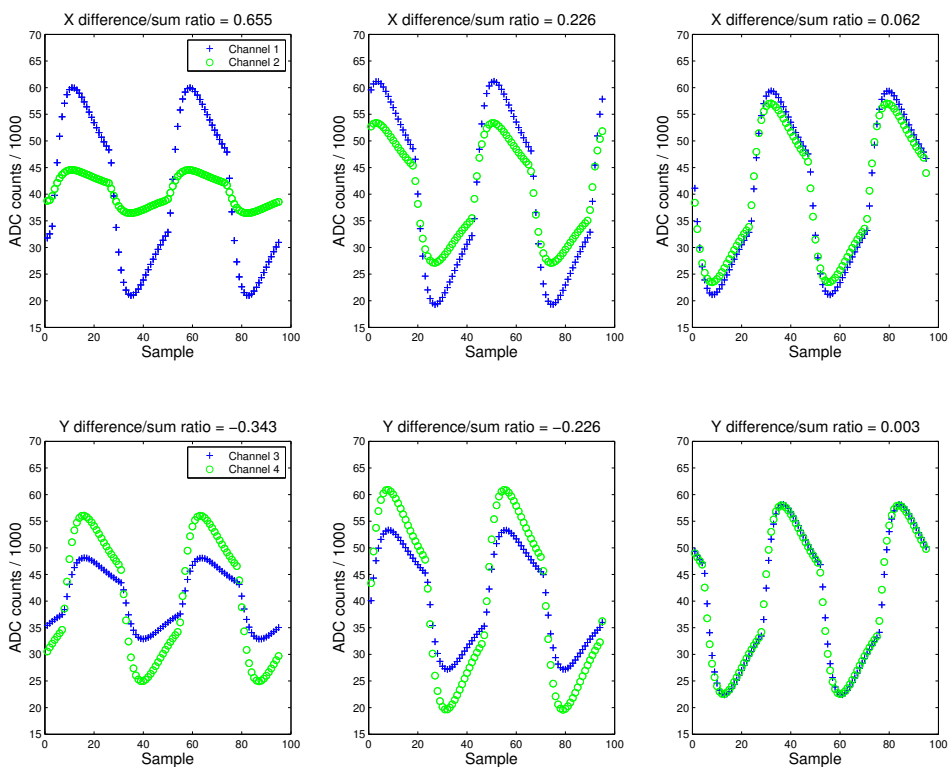 X difference/sum ratio = 0.655
70
65
60
55
50
45
40
35
30
25
20
15
ADC counts / 1000
0 20 40 60 80 100
Sample
Channel 1
Channel 2
X difference/sum ratio = 0.226
70
65
60
55
50
45
40
35
30
25
20
15
ADC counts / 1000
0 20 40 60 80 100
Sample
X difference/sum ratio = 0.062
70
65
60
55
50
45
40
35
30
25
20
15
ADC counts / 1000
0 20 40 60 80 100
Sample
Y difference/sum ratio = −0.343
70
65
60
55
50
45
40
35
30
25
20
15
ADC counts / 1000
0 20 40 60 80 100
Sample
Channel 3
Channel 4
Y difference/sum ratio = −0.226
70
65
60
55
50
45
40
35
30
25
20
15
ADC counts / 1000
0 20 40 60 80 100
Sample
Y difference/sum ratio = 0.003
70
65
60
55
50
45
40
35
30
25
20
15
ADC counts / 1000
0 20 40 60 80 100
Sample